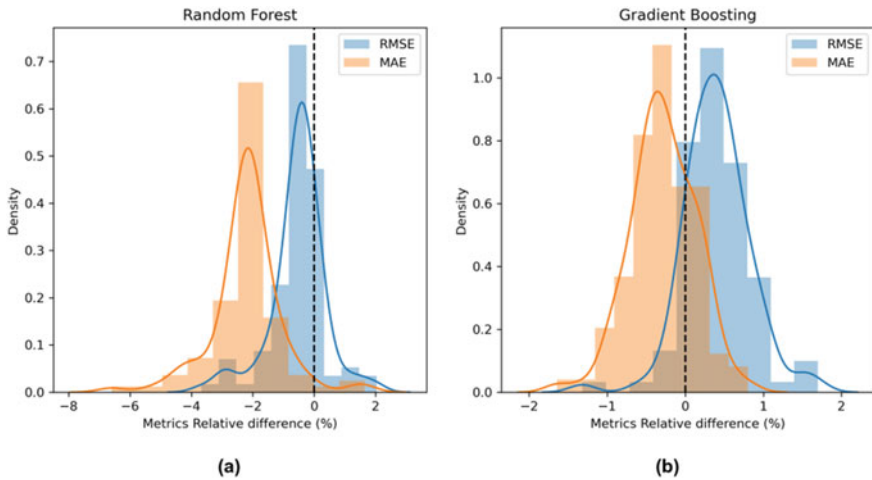 Random Forest
RMSE
MAE
0.7
0.6
0.5
0.4
0.3
0.2
0.1
0.0
Density
−8 −6 −4 −2 0 2
Metrics Relative difference (%)
(a)
Gradient Boosting
RMSE
MAE
1.0
0.8
0.6
0.4
0.2
0.0
Density
−2 −1 0 1 2
Metrics Relative difference (%)
(b)